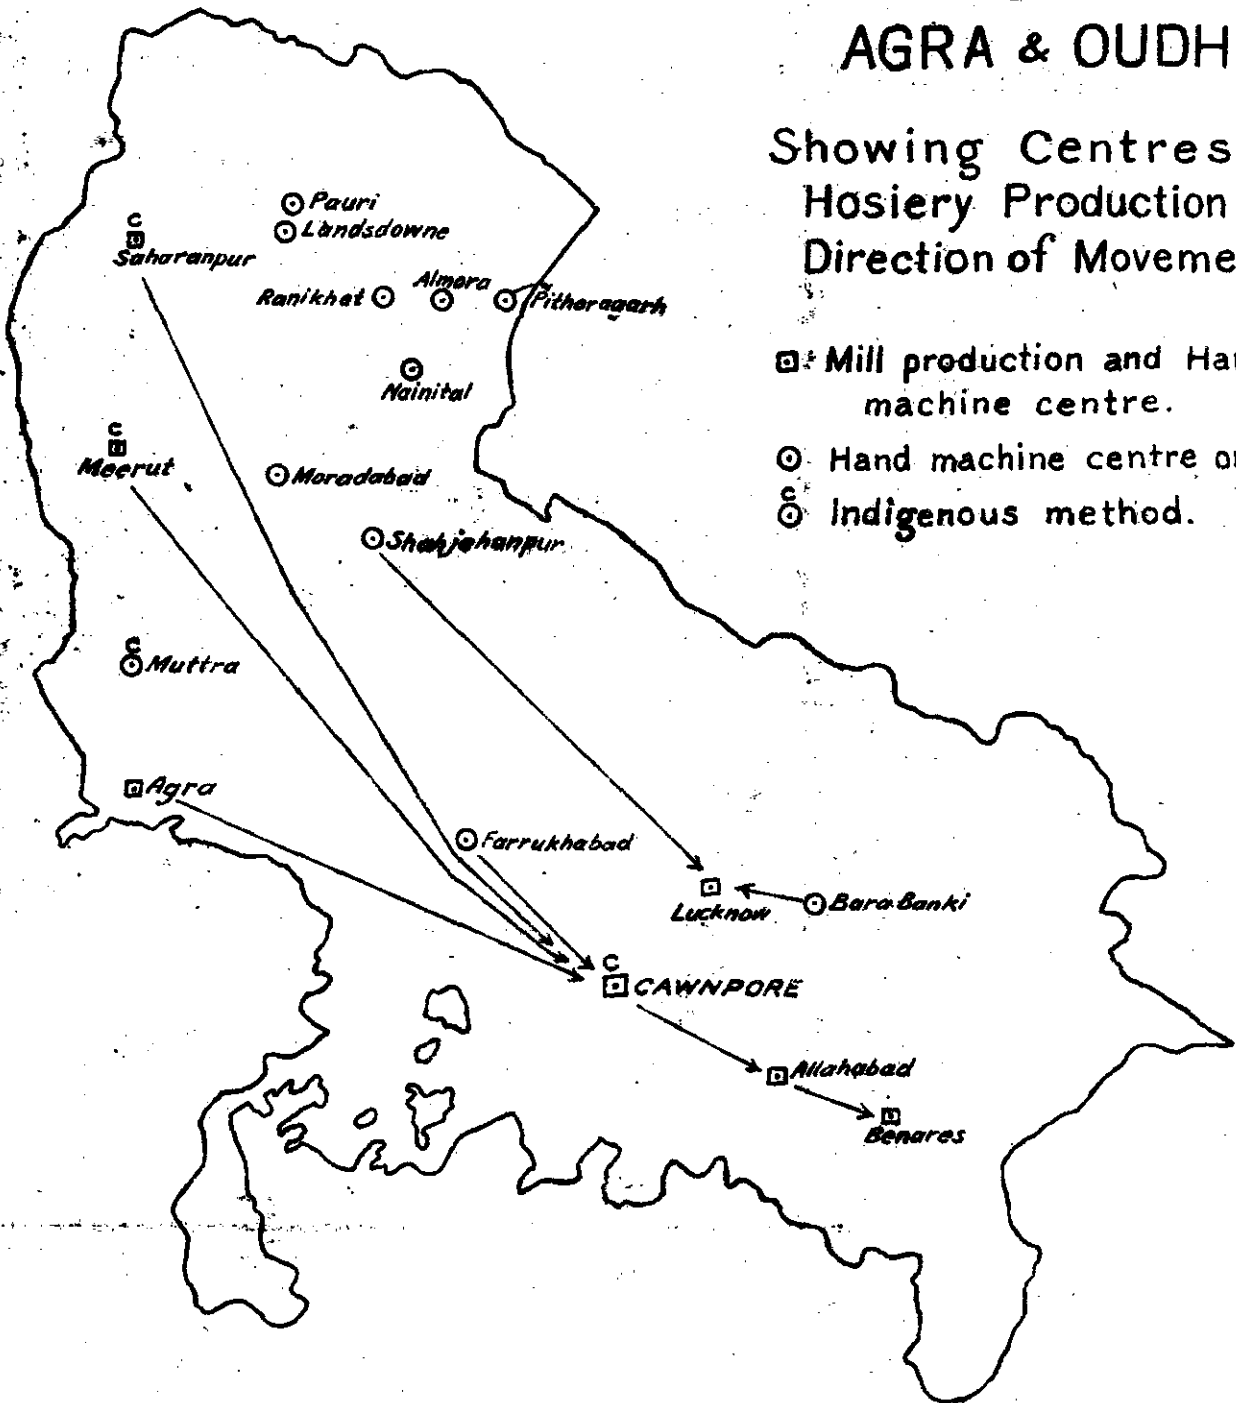 AGRA & OUDH
Showing Centres
Hosiery Production
Direction of Moveme
Mill production and Ha
machine centre.
Hand machine centre o
c
Indigenous method.
Pauri
Landsdowne
c
Saharanpur
Almora
Ranikhet
Pithoragarh
Nainital
c
Meerut
Moradabad
Shahjehanpur
c
Muttra
Agra
Farrukhabad
Lucknow
Bara Banki
c
CAWNPORE
Allahabad
Benares